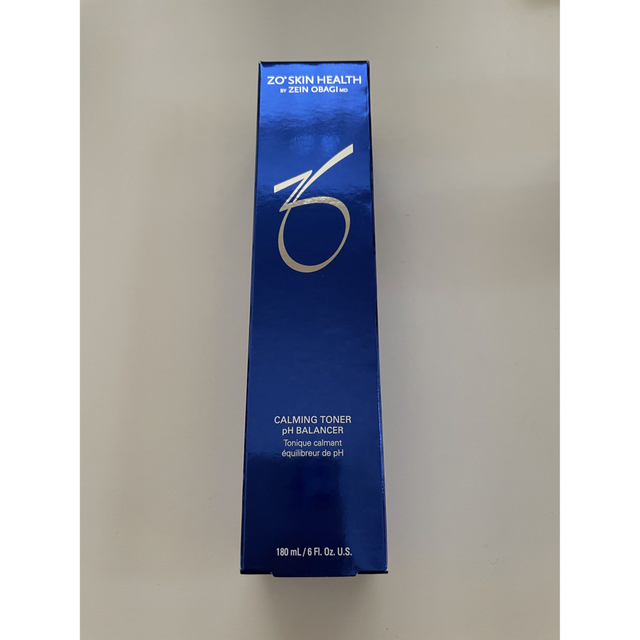 ZO® SKIN HEALTH
BY ZEIN OBAGI MD
ZO
CALMING TONER
pH BALANCER
Tonique calmant
équilibreur de pH
180 mL / 6 Fl. Oz. U.S.